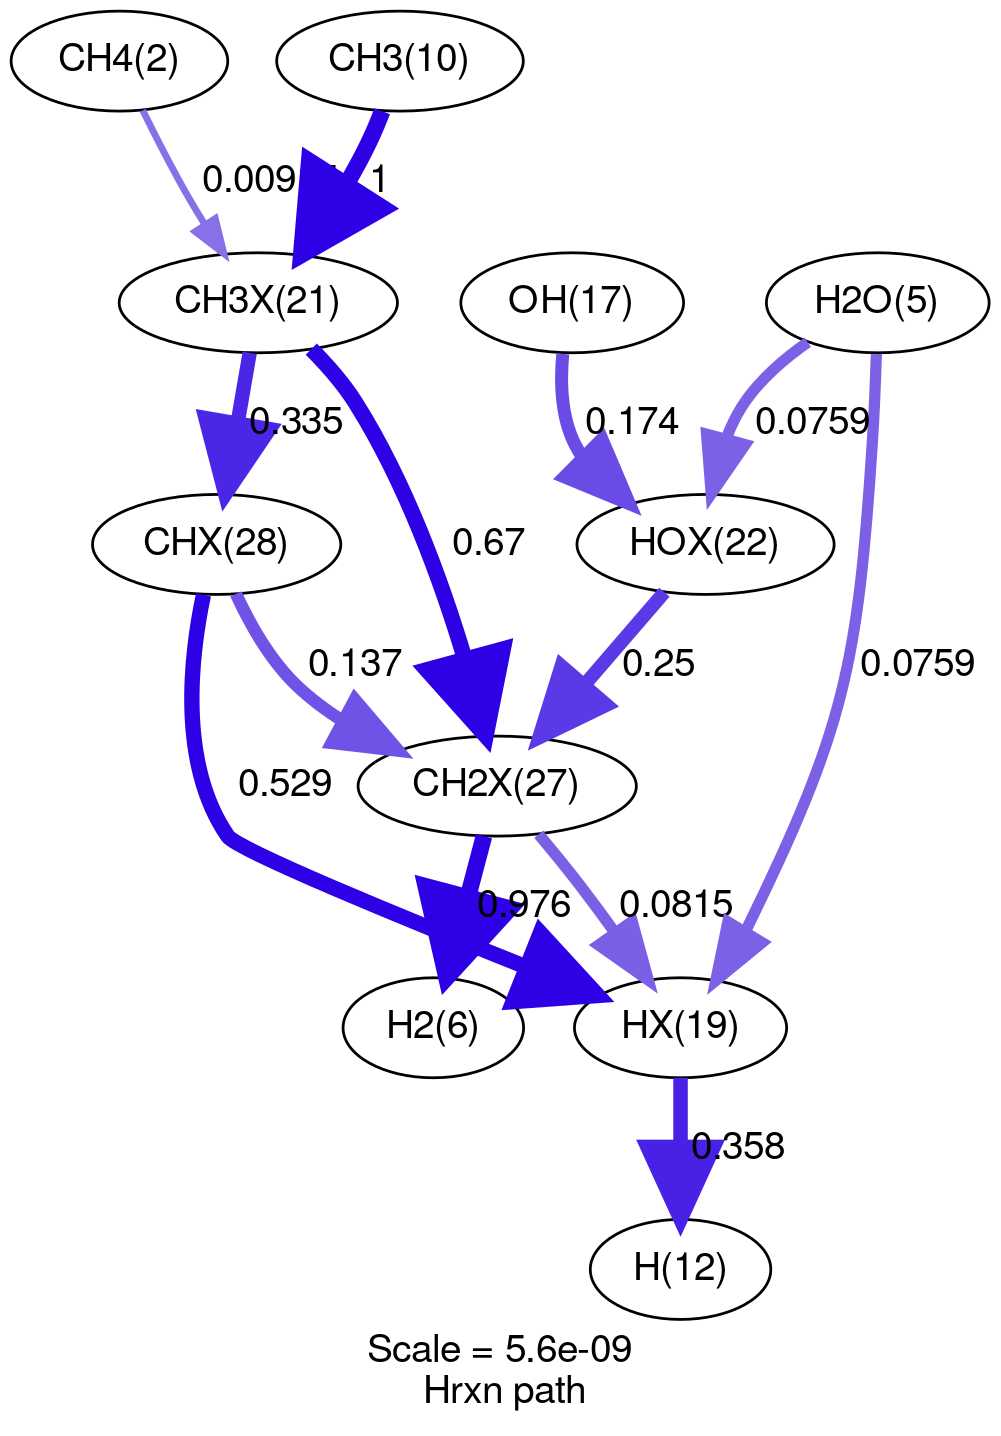 CH4(2)
CH3(10)
0.009
1
CH3X(21)
OH(17)
H2O(5)
0.335
0.174
0.0759
CHX(28)
0.67
HOX(22)
0.137
0.25
0.0759
0.529
CH2X(27)
0.976
0.0815
H2(6)
HX(19)
0.358
H(12)
Scale = 5.6e-09
Hrxn path